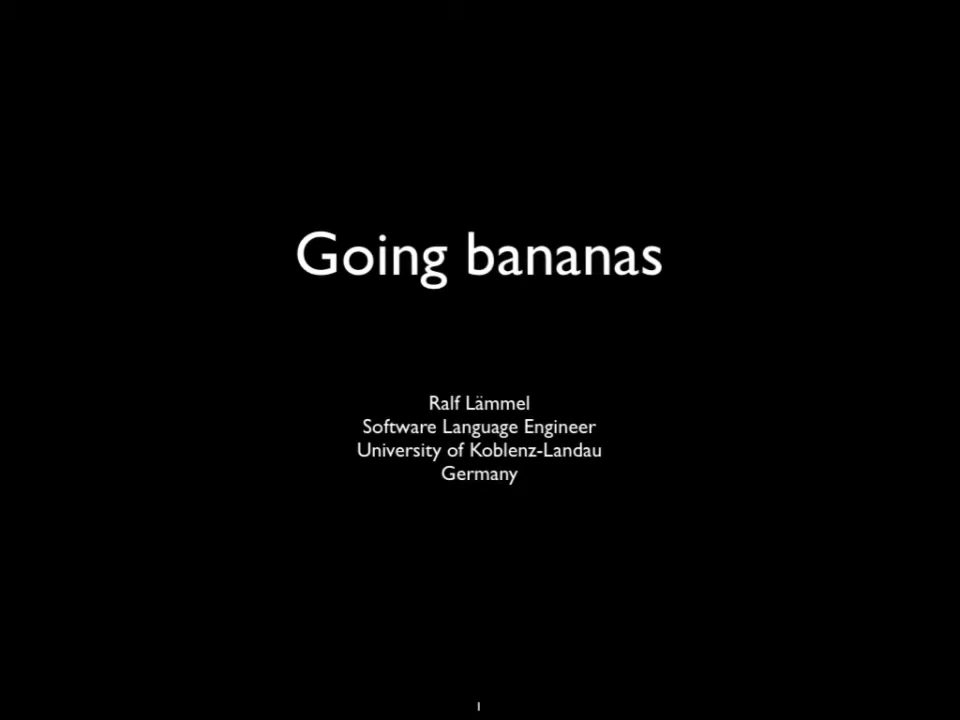 Going bananas
Ralf Lämmel
Software Language Engineer
University of Koblenz-Landau
Germany
1